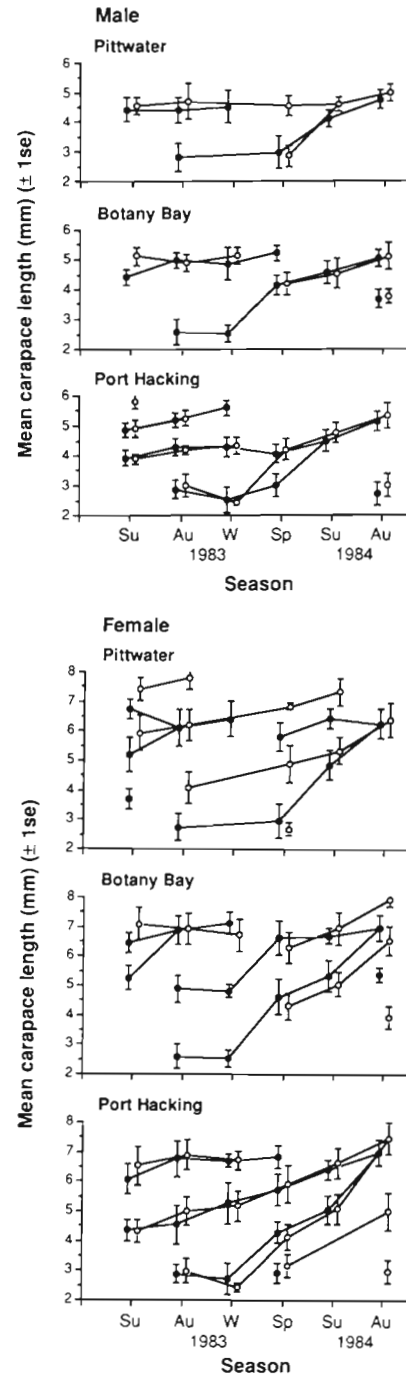 Male
Pittwater
6
5
4
3
2
Botany Bay
6
5
4
3
2
Port Hacking
6
5
4
3
2
Mean carapace length (mm) (± 1se)
Su Au W Sp Su Au
1983 1984
Season
Female
Pittwater
8
7
6
5
4
3
2
Botany Bay
8
7
6
5
4
3
2
Port Hacking
8
7
6
5
4
3
2
Mean carapace length (mm) (± 1se)
Su Au W Sp Su Au
1983 1984
Season